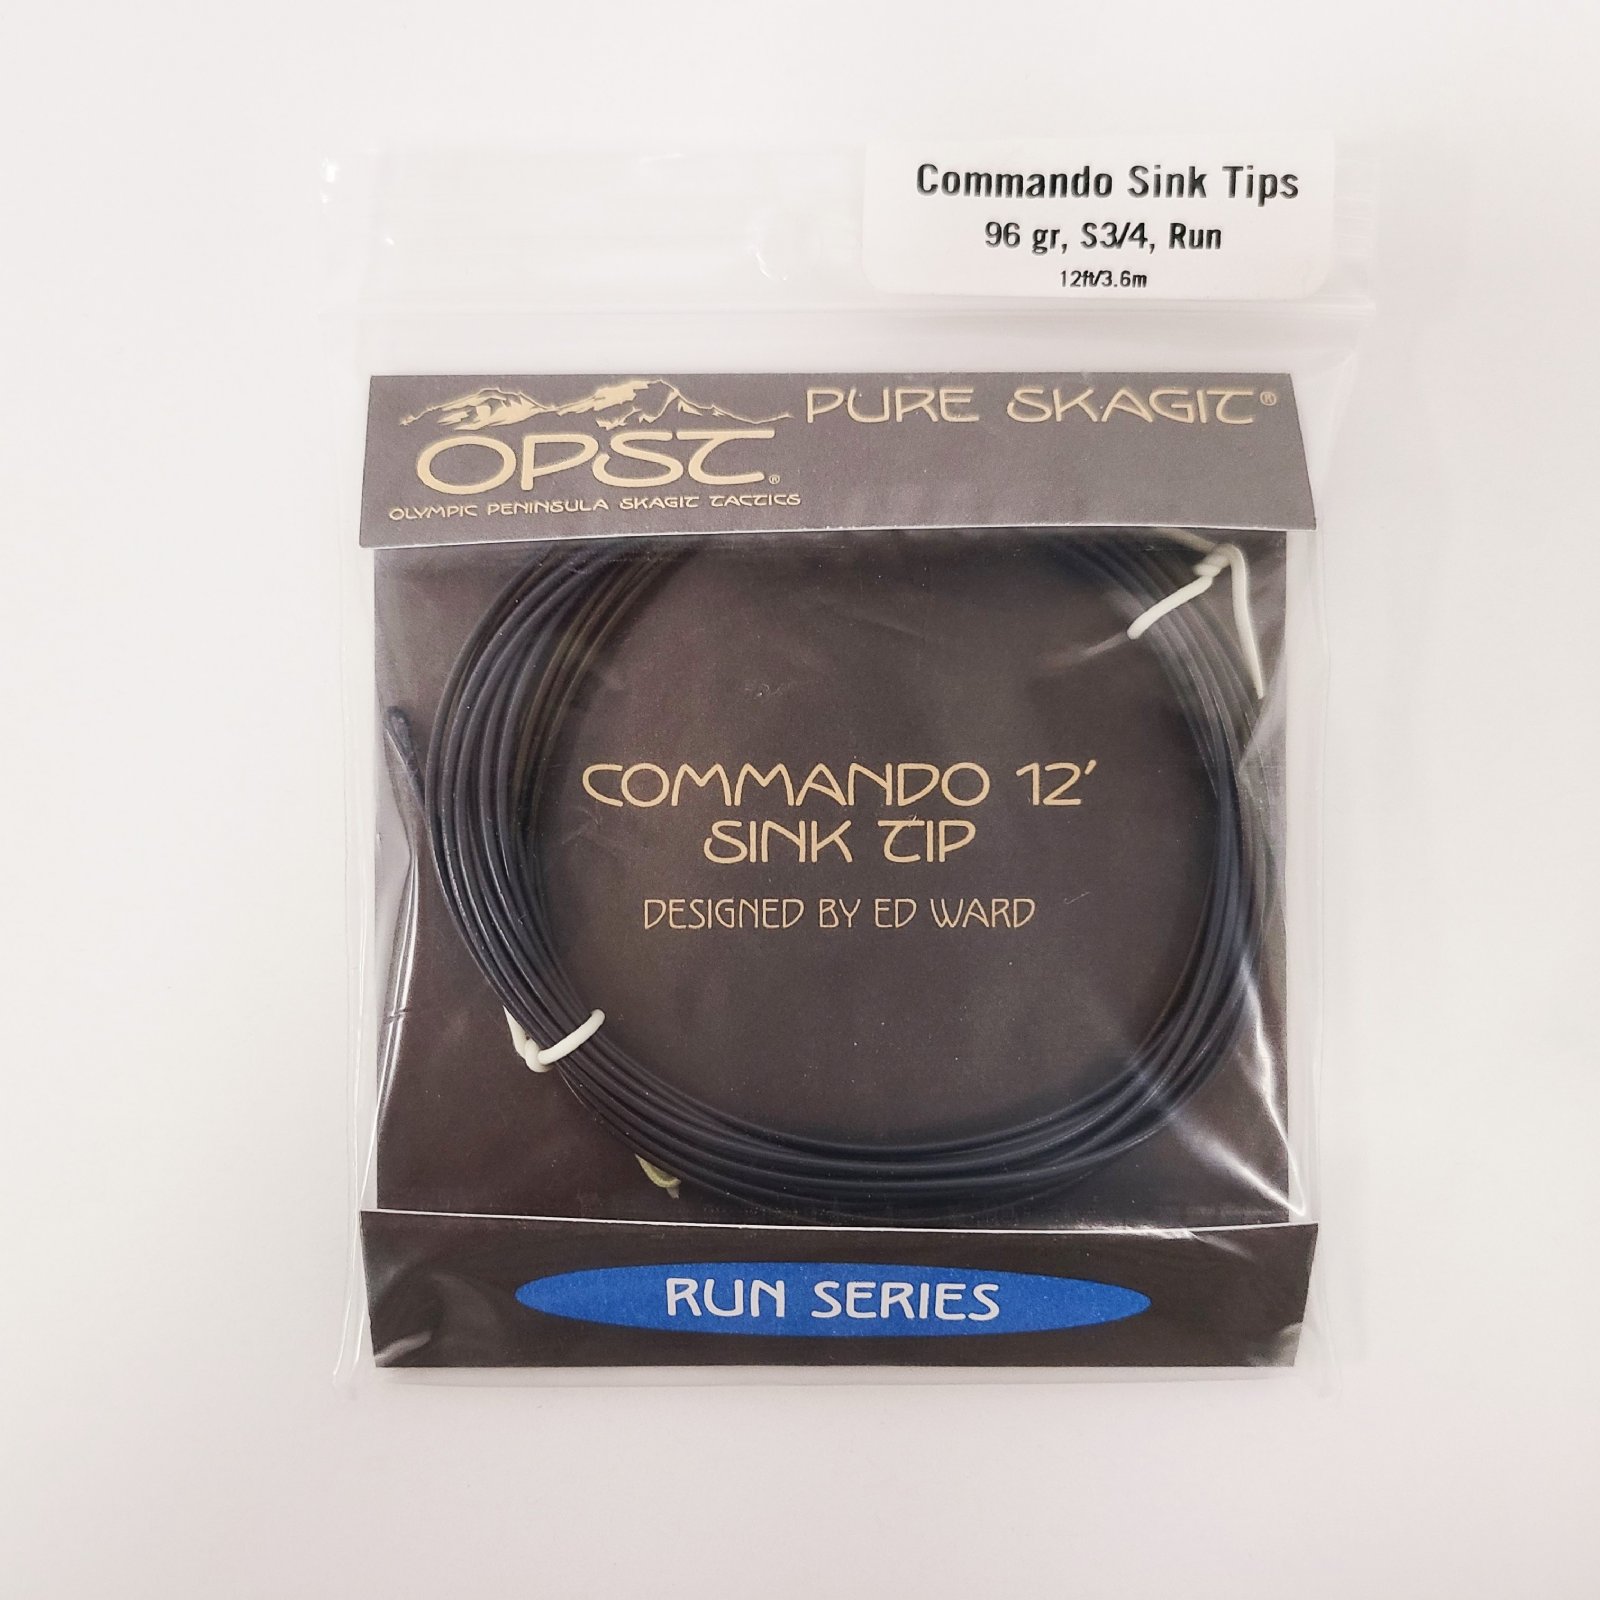 Commando Sink Tips
96 gr, S3/4, Run
12ft/3.6m
PURE SKAGIT®
OPST®
OLYMPIC PENINSULA SKAGIT TACTICS
COMMANDO 12'
SINK TIP
DESIGNED BY ED WARD
RUN SERIES